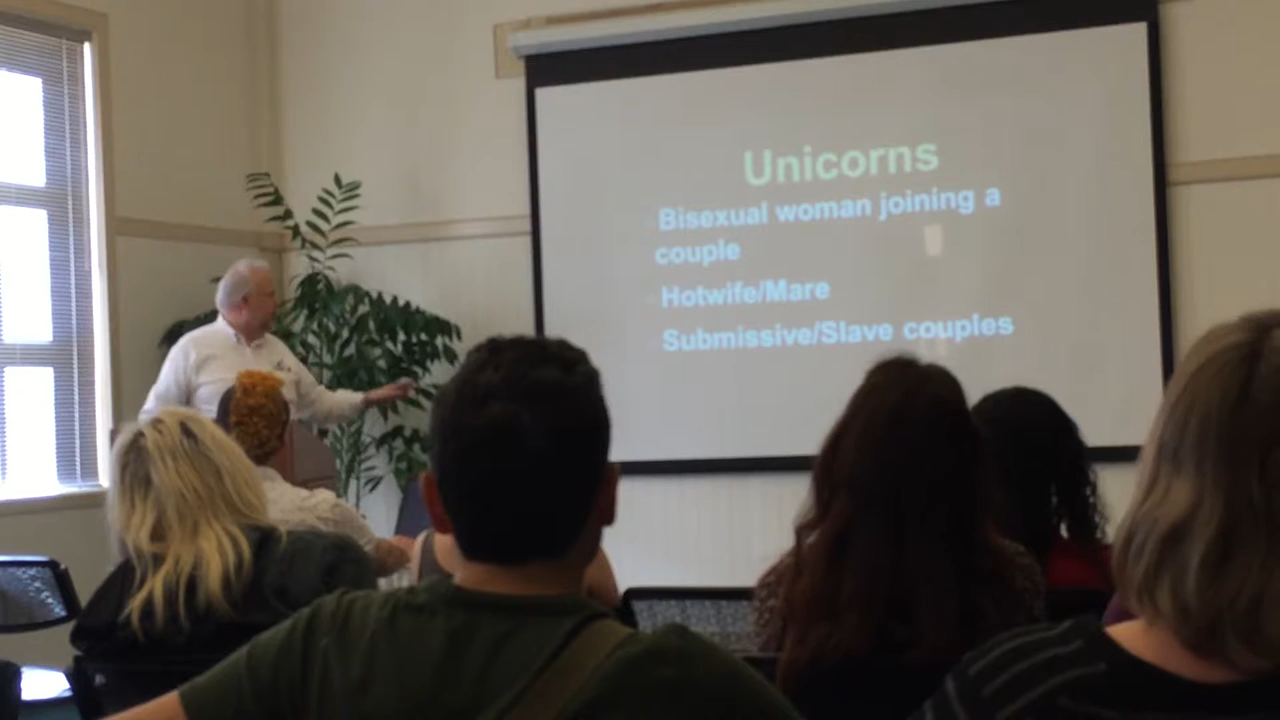 Unicorns
Bisexual woman joining a
couple
Hotwife/Mare
Submissive/Slave couples